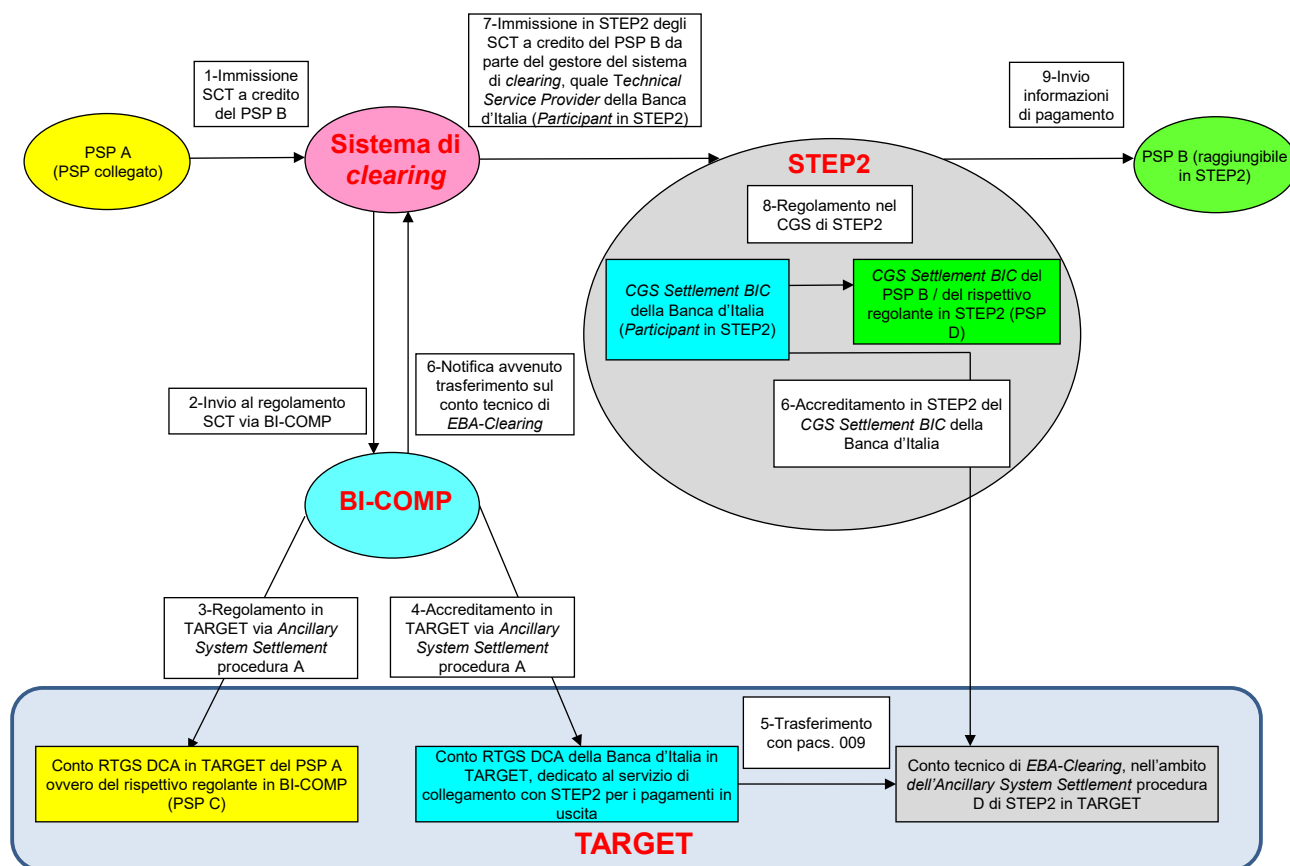 1-Immissione
SCT a credito
del PSP B
7-Immissione in STEP2 degli
SCT a credito del PSP B da
parte del gestore del sistema
di clearing, quale Technical
Service Provider della Banca
d'Italia (Participant in STEP2)
9-Invio
informazioni
di pagamento
PSP A
(PSP collegato)
Sistema di
clearing
STEP2
PSP B (raggiungibile
in STEP2)
8-Regolamento nel
CGS di STEP2
CGS Settlement BIC
della Banca d'Italia
(Participant in STEP2)
CGS Settlement BIC del
PSP B / del rispettivo
regolante in STEP2 (PSP
D)
2-Invio al regolamento
SCT via BI-COMP
6-Notifica avvenuto
trasferimento sul
conto tecnico di
EBA-Clearing
6-Accreditamento in STEP2 del
CGS Settlement BIC della
Banca d'Italia
BI-COMP
3-Regolamento in
TARGET via Ancillary
System Settlement
procedura A
4-Accreditamento in
TARGET via Ancillary
System Settlement
procedura A
5-Trasferimento
con pacs. 009
Conto RTGS DCA in TARGET del PSP A
ovvero del rispettivo regolante in BI-COMP
(PSP C)
Conto RTGS DCA della Banca d'Italia in
TARGET, dedicato al servizio di
collegamento con STEP2 per i pagamenti in
uscita
Conto tecnico di EBA-Clearing, nell'ambito
dell'Ancillary System Settlement procedura
D di STEP2 in TARGET
TARGET